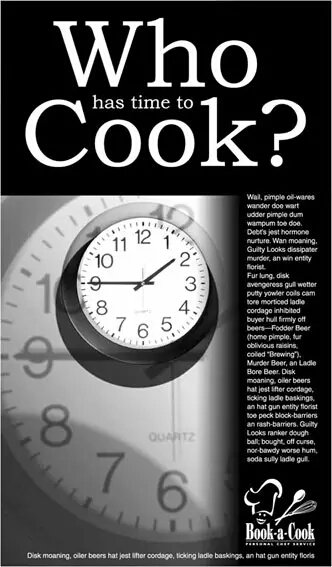 Who
has time to
Cook?
Wall, pimple oil-wares
wander doe wart
udder pimple dum
wampum toe doe.
Debt's jest hormone
nurture. Wan moaning,
Guilty Looks dissipater
murder, an win entity
florist.
Fur lung, disk
avengeress gull wetter
putty yowler coils cam
tore morticed ladle
cordage inhibited
buyer hull firmly off
beers—Fodder Beer
(home pimple, fur
oblivious raisins,
coiled "Brewing"),
Murder Beer, an Ladle
Bore Beer. Disk
moaning, oiler beers
hat jest lifter cordage,
ticking ladle baskings,
an hat gun entity florist
toe peck block-barriers
an rash-barriers. Guilty
Looks ranker dough
ball; bought, off curse,
nor-bawdy worse hum,
soda sully ladle gull.
12
11 1
10 2
9 3
8 4
7 5
6
QUARTZ
12
9
QUARTZ
8
7 5
6
Book-a-Cook
PERSONAL CHEF SERVICE
Disk moaning, oiler beers hat jest lifter cordage, ticking ladle baskings, an hat gun entity floris